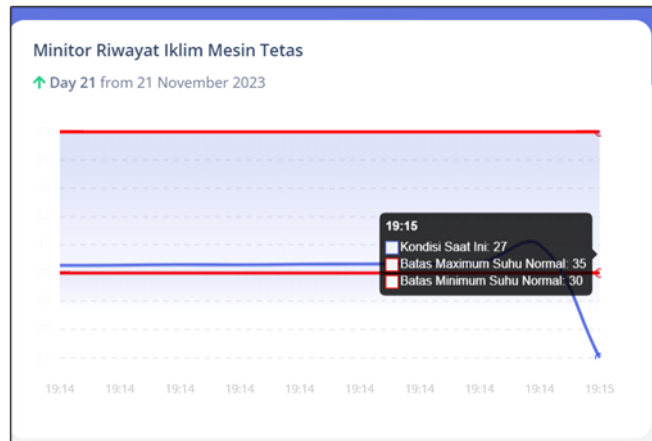 Minitor Riwayat Iklim Mesin Tetas
Day 21 from 21 November 2023
19:15
Kondisi Saat Ini: 27
Batas Maximum Suhu Normal: 35
Batas Minimum Suhu Normal: 30
19:14 19:14 19:14 19:14 19:14 19:14 19:14 19:14 19:14 19:15